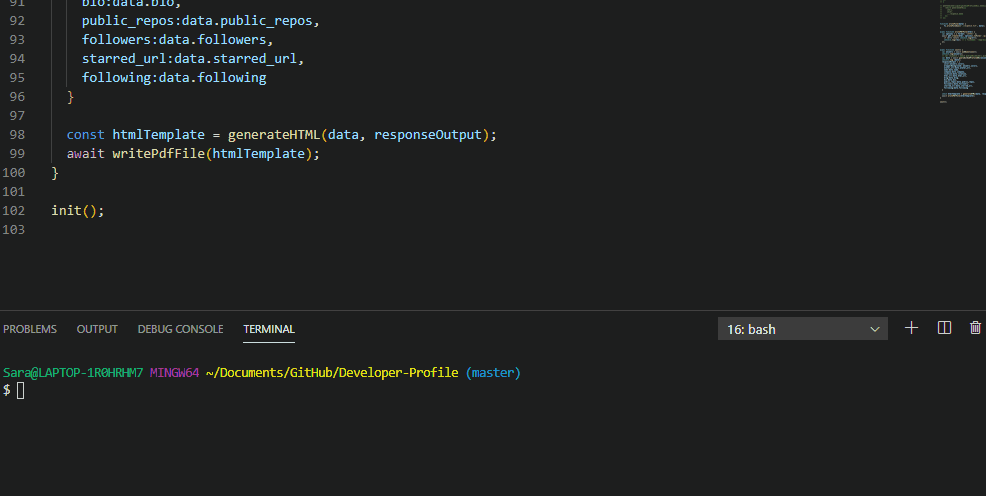 91 bio:data.bio,
92 public_repos:data.public_repos,
93 followers:data.followers,
94 starred_url:data.starred_url,
95 following:data.following
96 }
97
98 const htmlTemplate = generateHTML(data, responseOutput);
99 await writePdfFile(htmlTemplate);
100 }
101
102 init();
103
PROBLEMS OUTPUT DEBUG CONSOLE TERMINAL 16: bash
Sara@LAPTOP-1R0HRHM7 MINGW64 ~/Documents/GitHub/Developer-Profile (master)
$